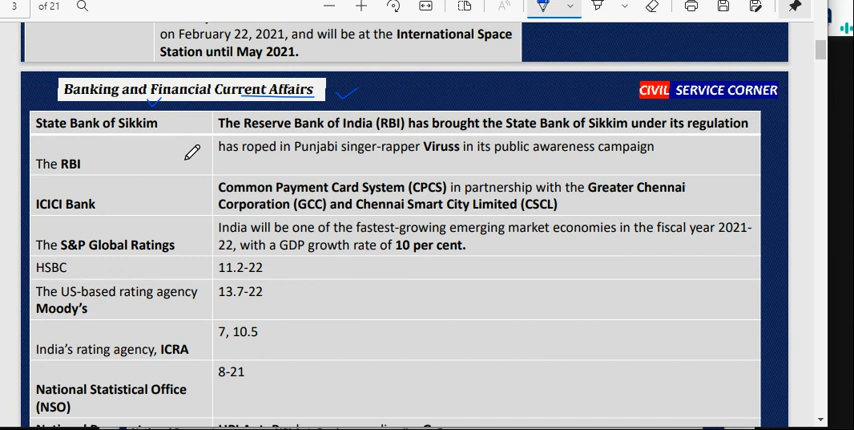 3 of 21
on February 22, 2021, and will be at the International Space
Station until May 2021.
Banking and Financial Current Affairs
CIVIL SERVICE CORNER
State Bank of Sikkim
The Reserve Bank of India (RBI) has brought the State Bank of Sikkim under its regulation
The RBI
has roped in Punjabi singer-rapper Viruss in its public awareness campaign
ICICI Bank
Common Payment Card System (CPCS) in partnership with the Greater Chennai
Corporation (GCC) and Chennai Smart City Limited (CSCL)
The S&P Global Ratings
India will be one of the fastest-growing emerging market economies in the fiscal year 2021-
22, with a GDP growth rate of 10 per cent.
HSBC
11.2-22
The US-based rating agency
Moody's
13.7-22
India's rating agency, ICRA
7, 10.5
National Statistical Office
(NSO)
8-21